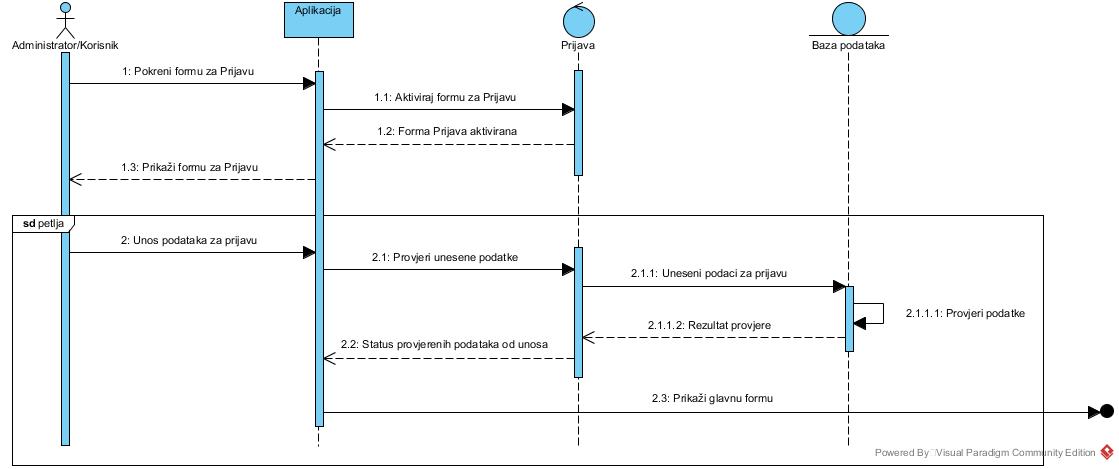 Aplikacija
Administrator/Korisnik
Prijava
Baza podataka
1: Pokreni formu za Prijavu
1.1: Aktiviraj formu za Prijavu
1.2: Forma Prijava aktivirana
1.3: Prikaži formu za Prijavu
sd petlja
2: Unos podataka za prijavu
2.1: Provjeri unesene podatke
2.1.1: Uneseni podaci za prijavu
2.1.1.1: Provjeri podatke
2.1.1.2: Rezultat provjere
2.2: Status provjerenih podataka od unosa
2.3: Prikaži glavnu formu
Powered By Visual Paradigm Community Edition